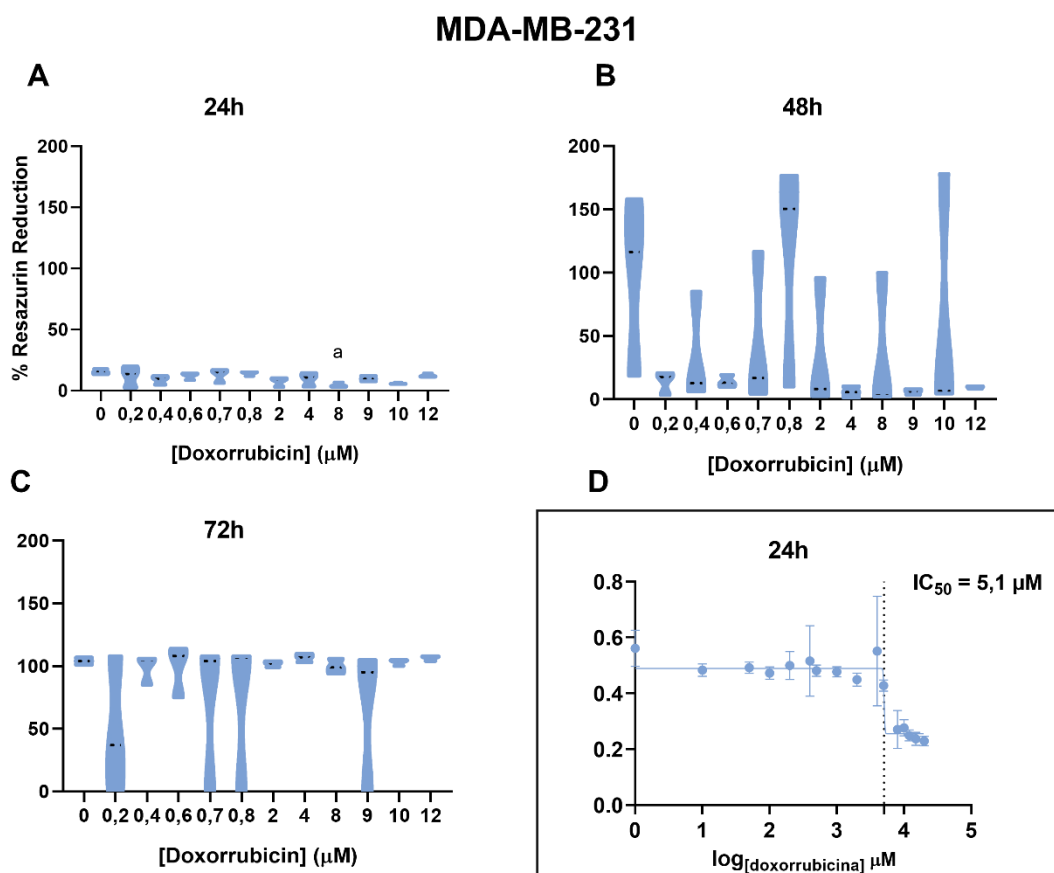 MDA-MB-231
A
24h
% Resazurin Reduction
200
150
100
50
0
a
0 0,2 0,4 0,6 0,7 0,8 2 4 8 9 10 12
[Doxorrubicin] (μM)
B
48h
200
150
100
50
0
0 0,2 0,4 0,6 0,7 0,8 2 4 8 9 10 12
[Doxorrubicin] (μM)
C
72h
200
150
100
50
0
0 0,2 0,4 0,6 0,7 0,8 2 4 8 9 10 12
[Doxorrubicin] (μM)
D
24h
IC50 = 5,1 μM
0.8
0.6
0.4
0.2
0.0
0 1 2 3 4 5
log[doxorrubicina] μM